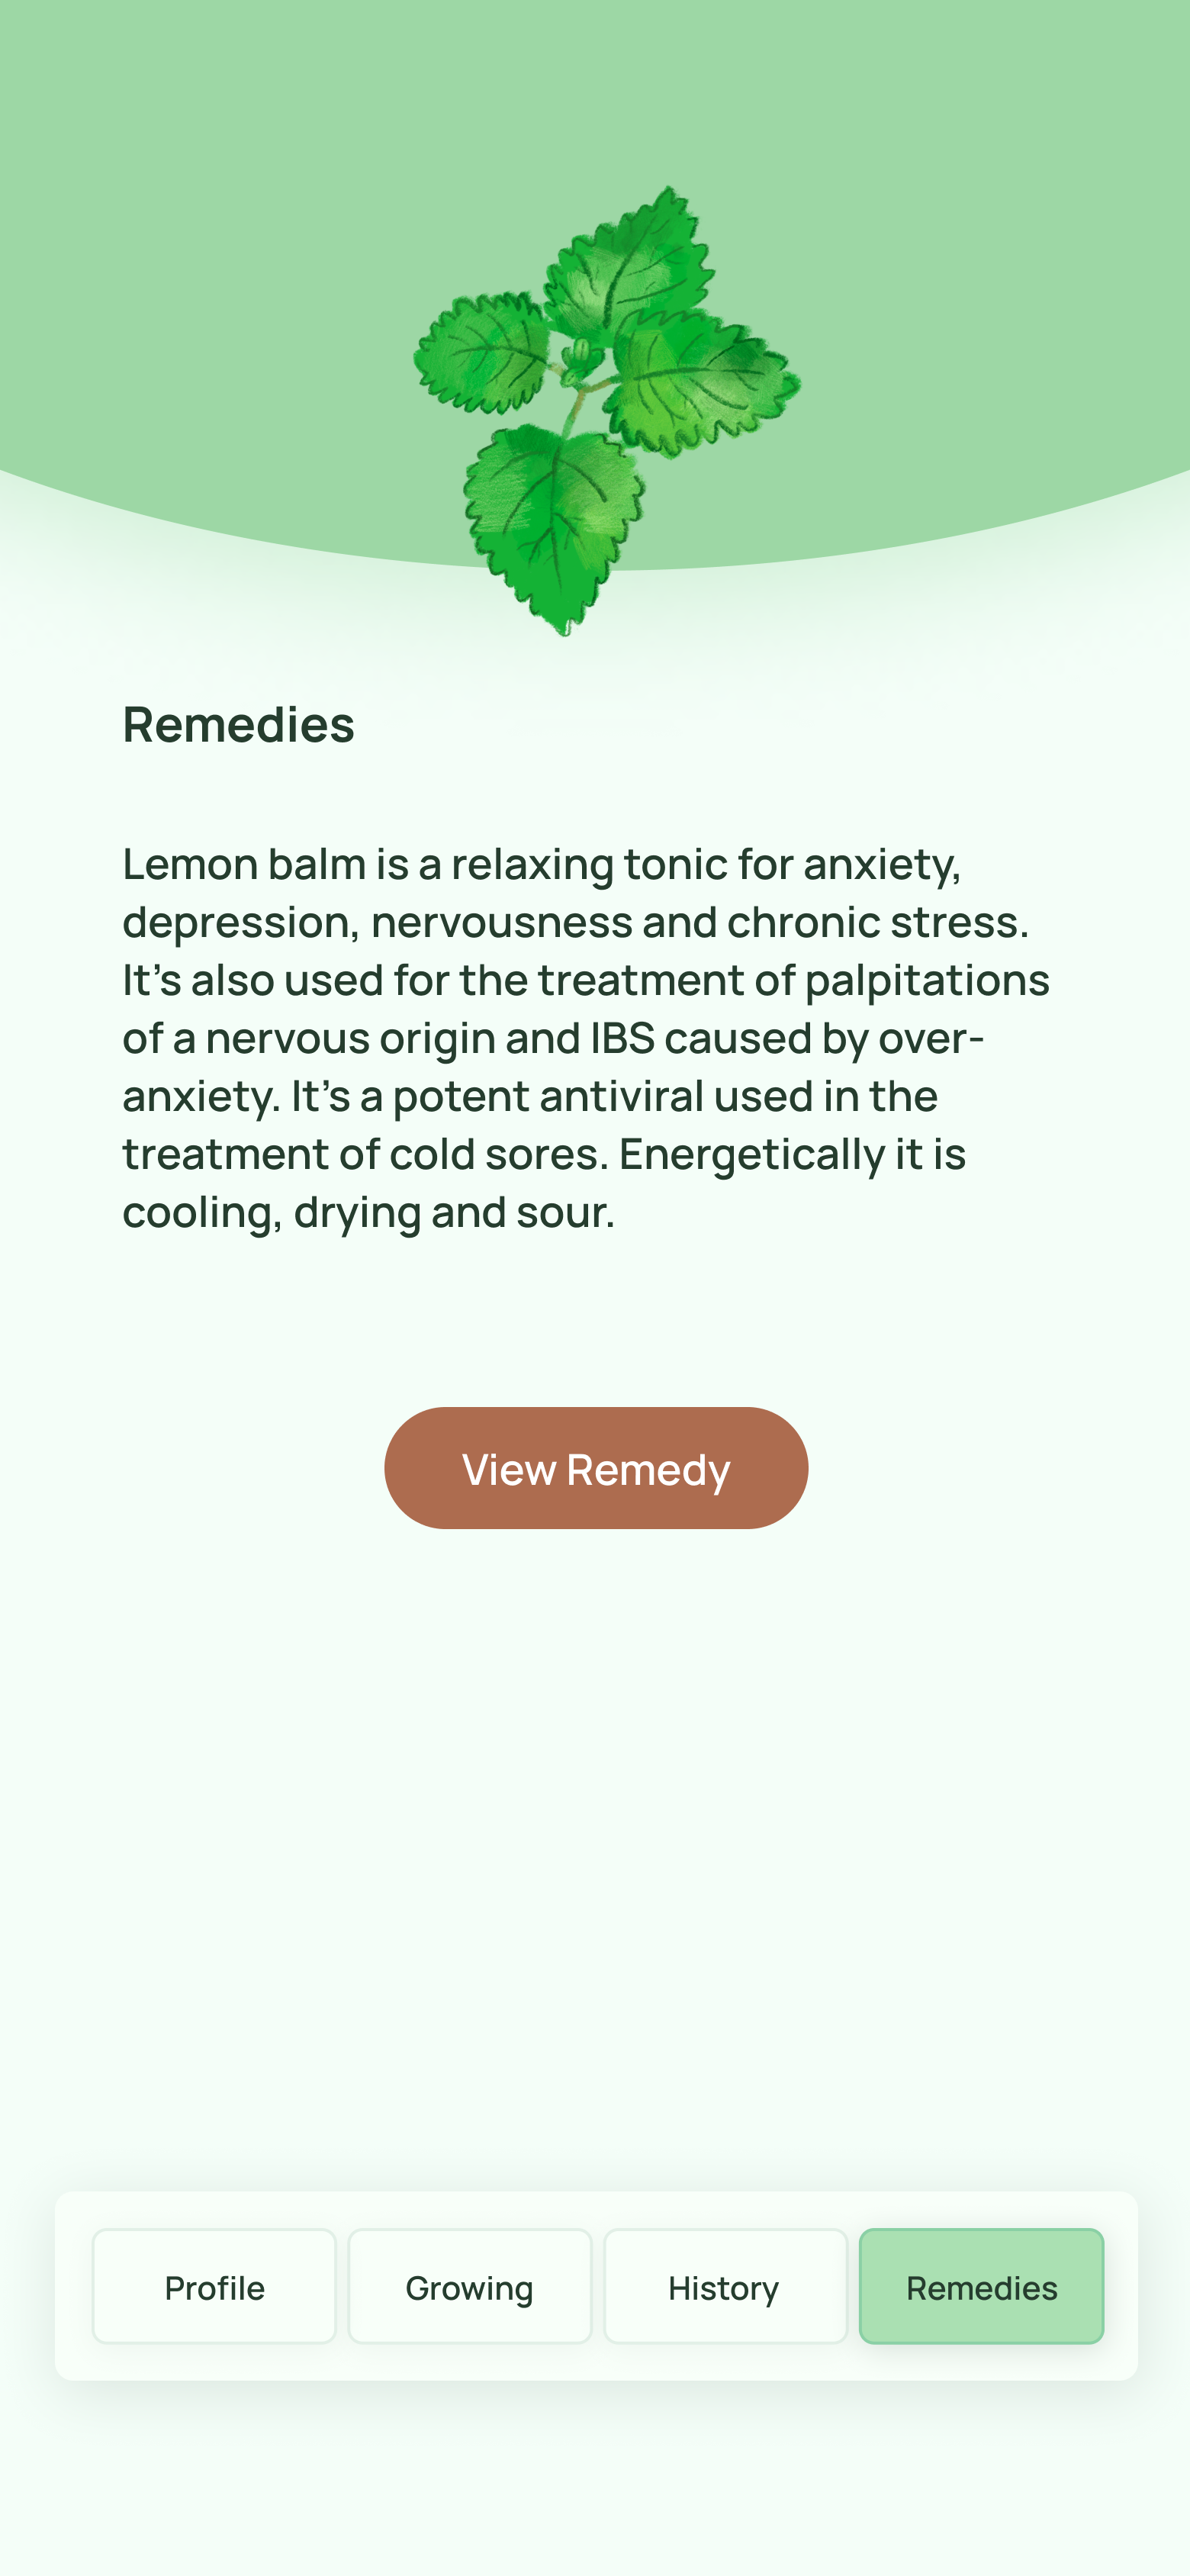 Remedies
Lemon balm is a relaxing tonic for anxiety,
depression, nervousness and chronic stress.
It's also used for the treatment of palpitations
of a nervous origin and IBS caused by over-
anxiety. It's a potent antiviral used in the
treatment of cold sores. Energetically it is
cooling, drying and sour.
View Remedy
Profile
Growing
History
Remedies